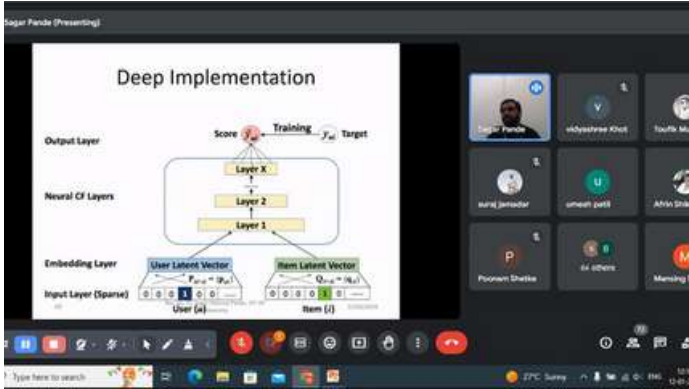 Sagar Pande (Presenting)
Deep Implementation
Output Layer
Score
ŷui
Training
yui
Target
Layer X
Neural CF Layers
Layer 2
Layer 1
Embedding Layer
User Latent Vector
Item Latent Vector
Input Layer (Sparse)
0 0 0 1 0 0 ......
0 0 0 0 1 0 ......
User (u)
Item (i)
Sagar Pande
vidyashree Khot
V
suraj jamadar
umesh patil
U
Afrin
Poonam Shetke
P
64 others
Mansing
M
Type here to search
27°C Sunny
ENG